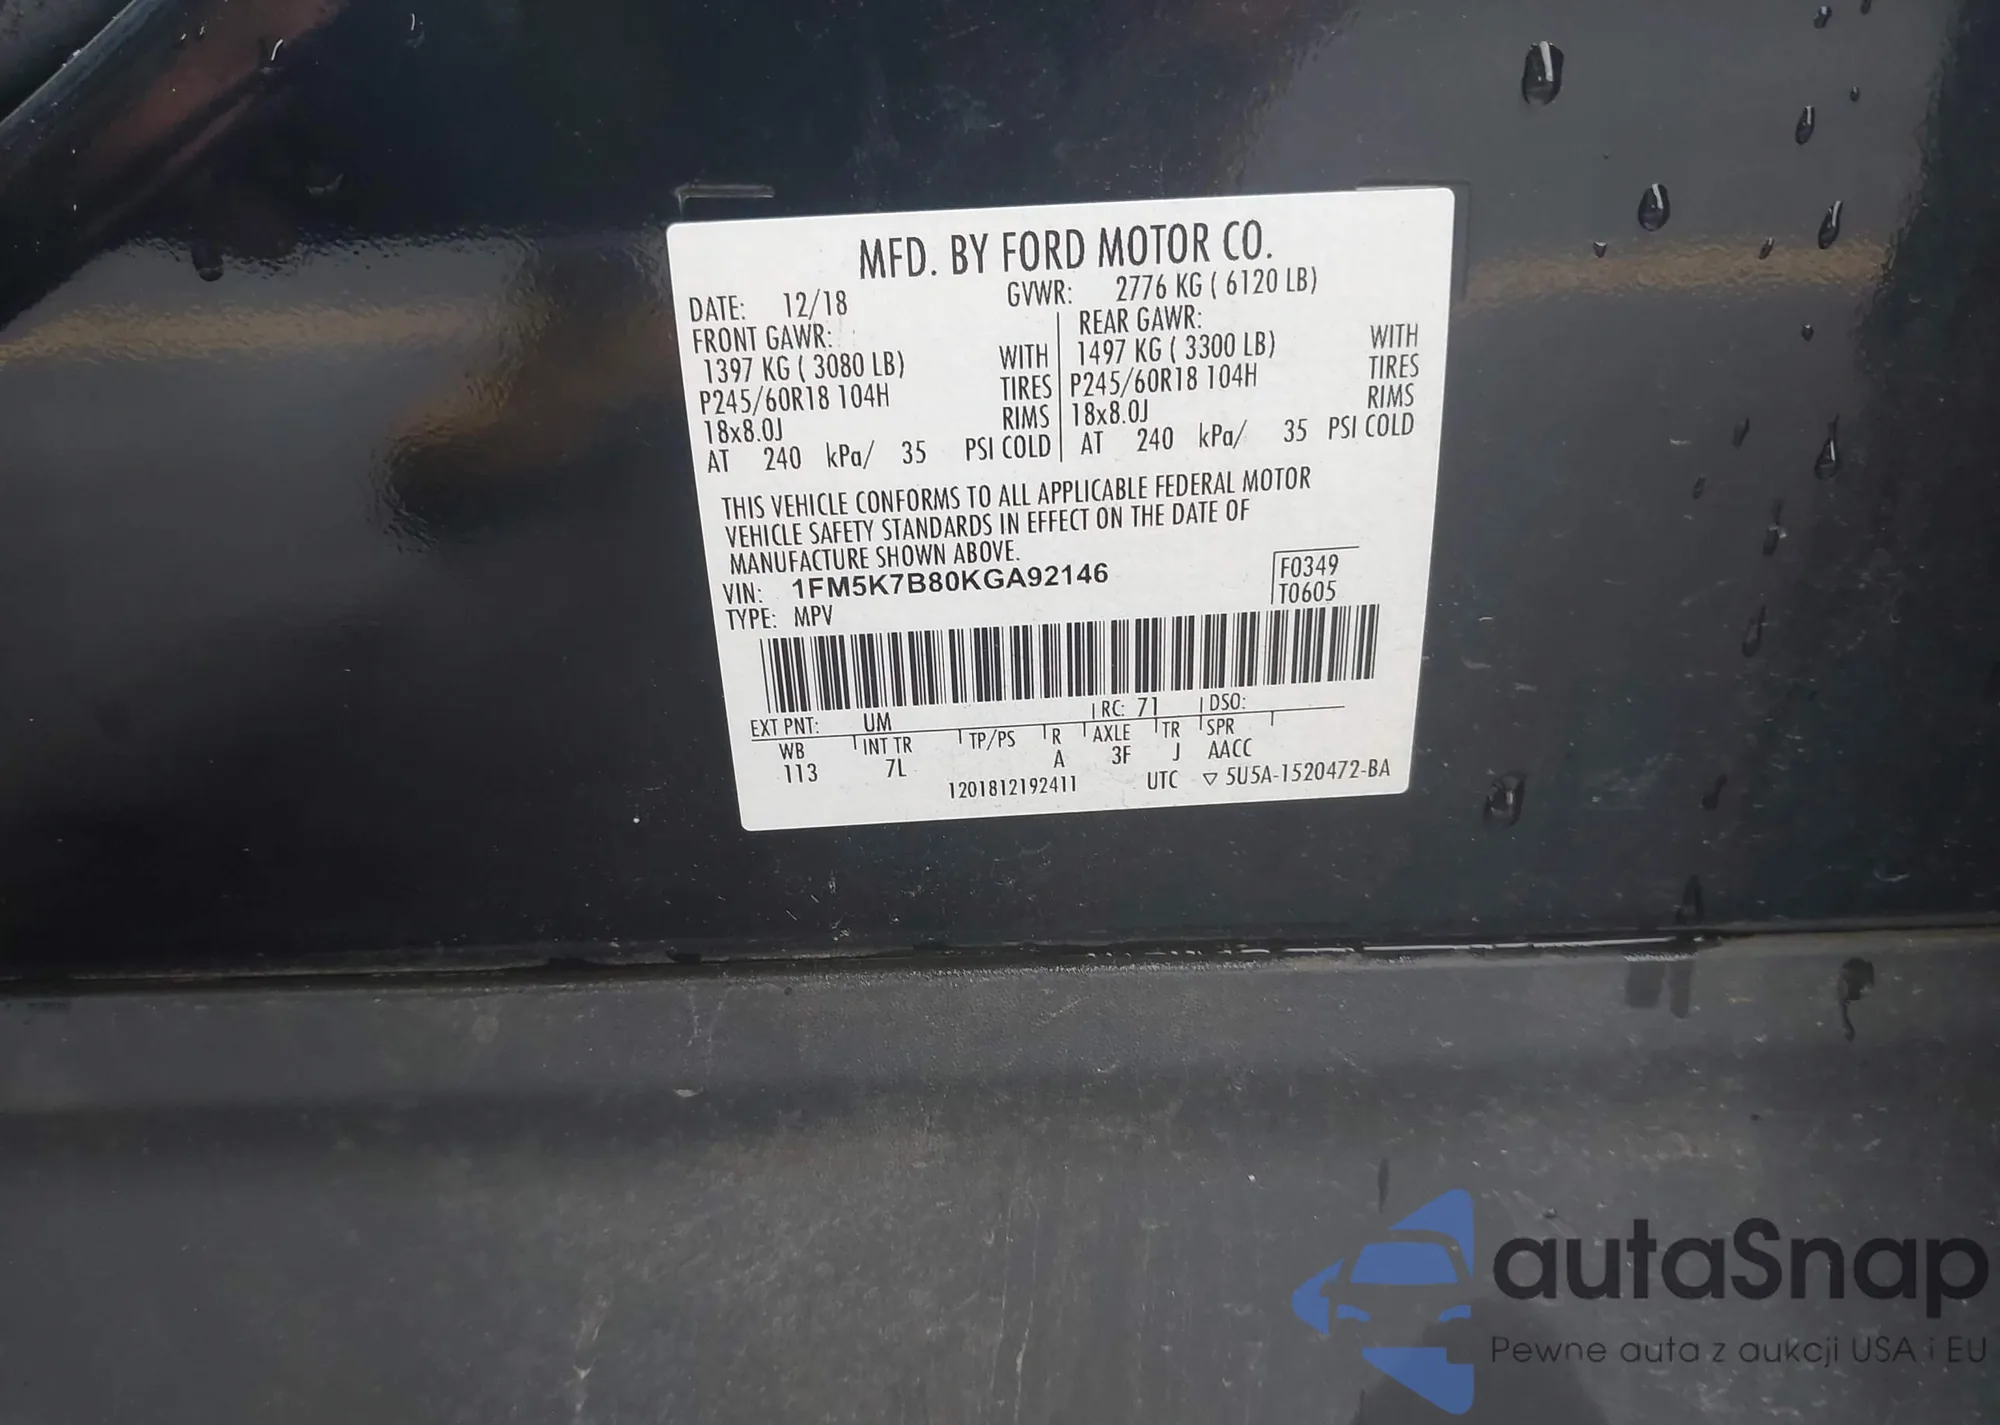 MFD. BY FORD MOTOR CO.
DATE: 12/18 GVWR: 2776 KG ( 6120 LB)
FRONT GAWR: REAR GAWR:
1397 KG ( 3080 LB) WITH 1497 KG ( 3300 LB) WITH
P245/60R18 104H TIRES P245/60R18 104H TIRES
18x8.0J RIMS 18x8.0J RIMS
AT 240 kPa/ 35 PSI COLD AT 240 kPa/ 35 PSI COLD
THIS VEHICLE CONFORMS TO ALL APPLICABLE FEDERAL MOTOR
VEHICLE SAFETY STANDARDS IN EFFECT ON THE DATE OF
MANUFACTURE SHOWN ABOVE.
VIN: 1FM5K7B80KGA92146 F0349
TYPE: MPV T0605
EXT PNT: UM RC: 71 DSO:
WB INT TR TP/PS R AXLE TR SPR
113 7L A 3F J AACC
1201812192411 UTC ▽ 5U5A-1520472-BA
autaSnap
Pewne auta z aukcji USA i EU